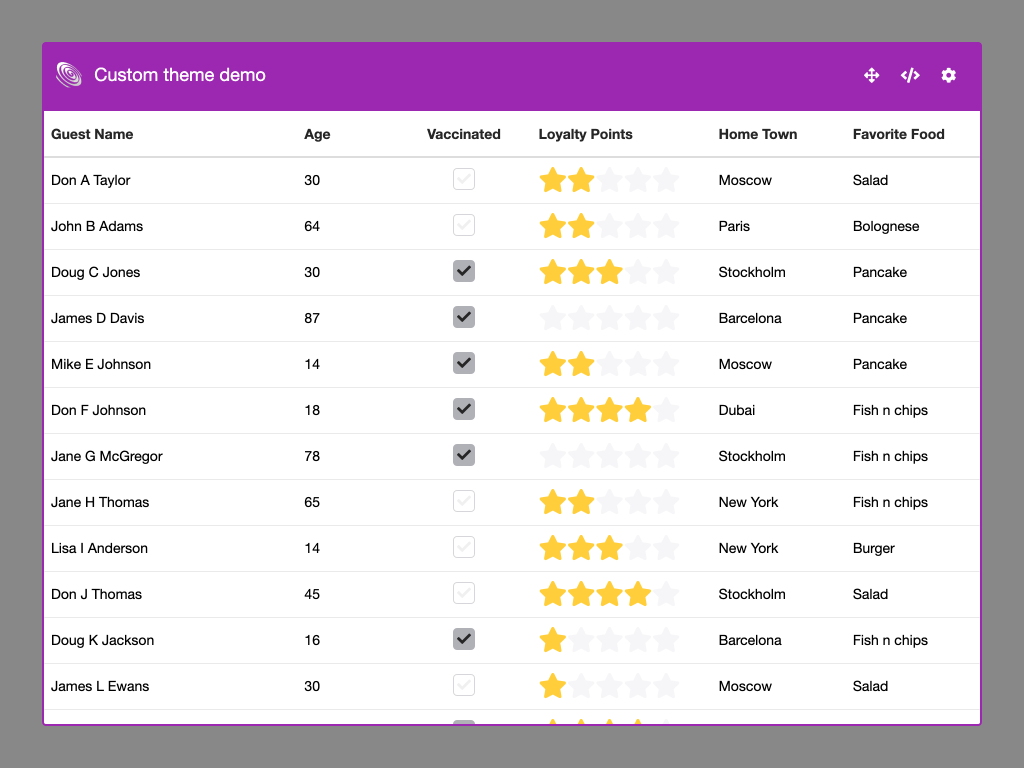 Custom theme demo
Guest Name Age Vaccinated Loyalty Points Home Town Favorite Food
Don A Taylor 30 Moscow Salad
John B Adams 64 Paris Bolognese
Doug C Jones 30 Stockholm Pancake
James D Davis 87 Barcelona Pancake
Mike E Johnson 14 Moscow Pancake
Don F Johnson 18 Dubai Fish n chips
Jane G McGregor 78 Stockholm Fish n chips
Jane H Thomas 65 New York Fish n chips
Lisa I Anderson 14 New York Burger
Don J Thomas 45 Stockholm Salad
Doug K Jackson 16 Barcelona Fish n chips
James L Ewans 30 Moscow Salad